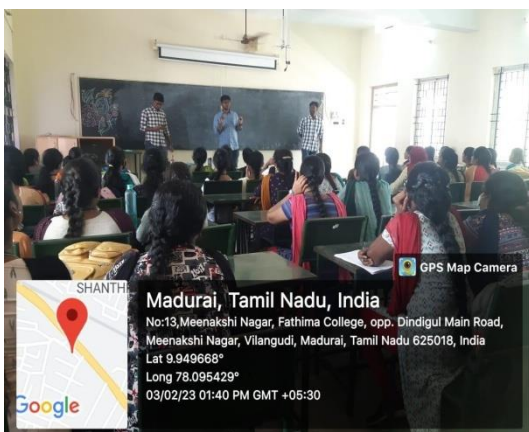 GPS Map Camera
SHANTH
Madurai, Tamil Nadu, India
No:13,Meenakshi Nagar, Fathima College, opp. Dindigul Main Road,
Meenakshi Nagar, Vilangudi, Madurai, Tamil Nadu 625018, India
Lat 9.949668°
Long 78.095429°
03/02/23 01:40 PM GMT +05:30
Google